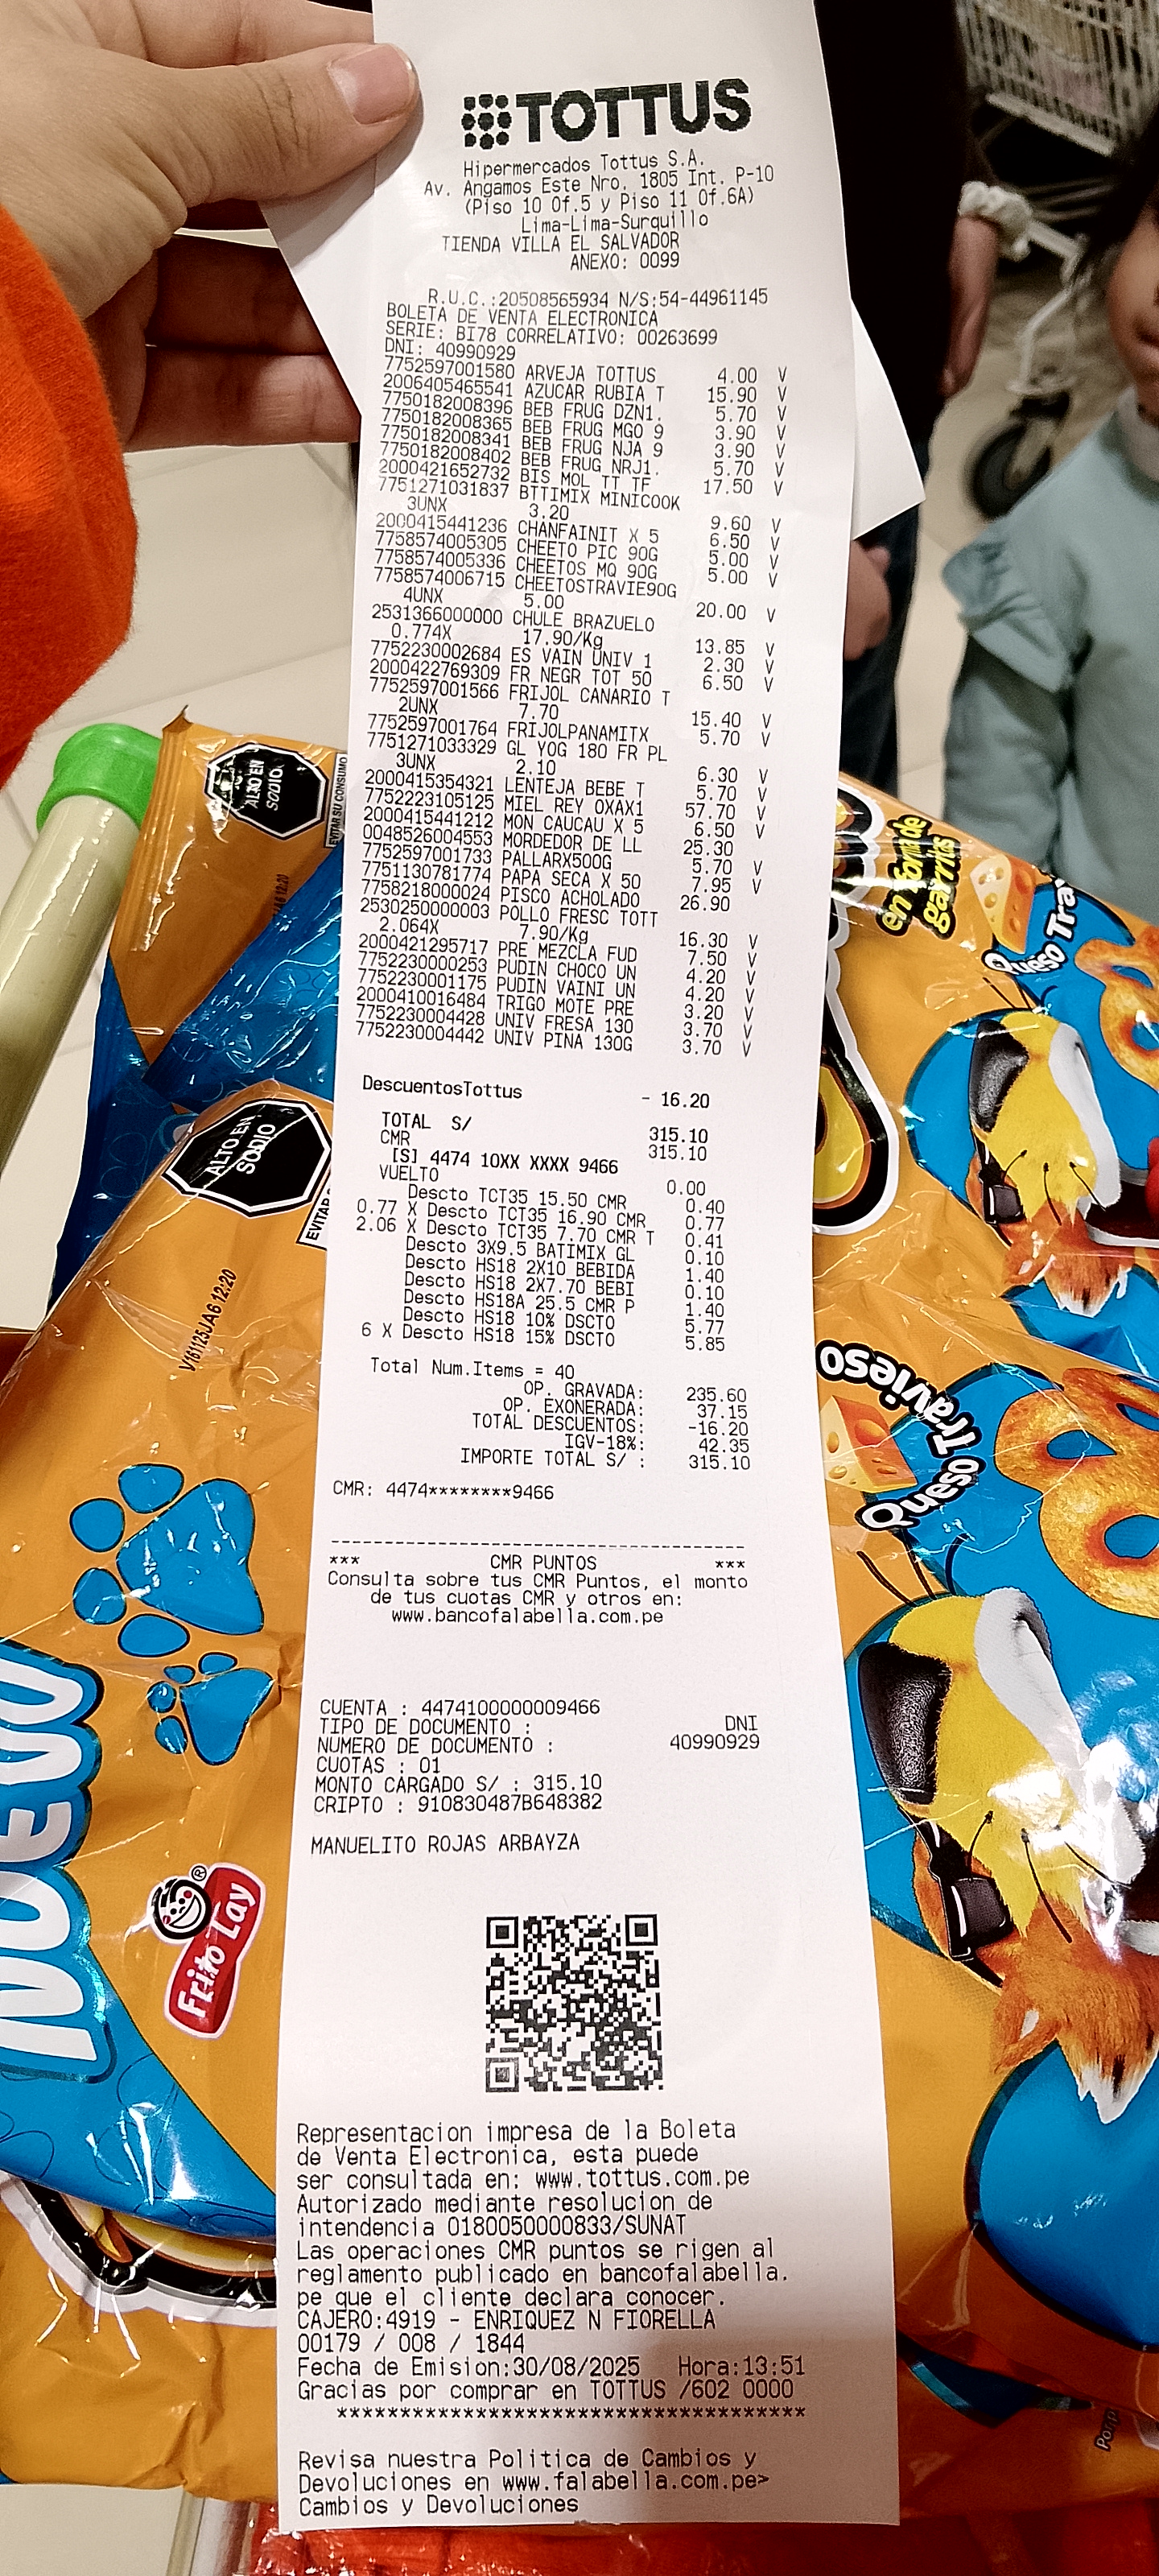 TOTTUS
Hipermercados Tottus S.A.
Av. Angamos Este Nro. 1805 Int. P-10
(Piso 10 Of.5 y Piso 11 Of.6A)
Lima-Lima-Surquillo
TIENDA VILLA EL SALVADOR
ANEXO: 0099
R.U.C.:20508565934 N/S:54-44961145
BOLETA DE VENTA ELECTRONICA
SERIE: BI78 CORRELATIVO: 00263699
DNI: 40990929
7752597001580 ARVEJA TOTTUS 4.00 V
2006405465541 AZUCAR RUBIA T 15.90 V
7750182008396 BEB FRUG DZN1. 5.70 V
7750182008365 BEB FRUG MGO 9 3.90 V
7750182008341 BEB FRUG NJA 9 3.90 V
7750182008402 BEB FRUG NRJ1. 5.70 V
2000421652732 BIS MOL TT TF 17.50 V
7751271031837 BTTIMIX MINICOOK
3UNX 3.20 9.60 V
2000415441236 CHANFAINIT X 5 6.50 V
7758574005305 CHEETO PIC 90G 5.00 V
7758574005336 CHEETOS MQ 90G 5.00 V
7758574006715 CHEETOSTRAVIE90G
4UNX 5.00 20.00 V
2531366000000 CHULE BRAZUELO
0.774X 17.90/Kg 13.85 V
7752230002684 ES VAIN UNIV 1 2.30 V
2000422769309 FR NEGR TOT 50 6.50 V
7752597001566 FRIJOL CANARIO T
2UNX 7.70 15.40 V
7752597001764 FRIJOLPANAMITX 5.70 V
7751271033329 GL YOG 180 FR PL
3UNX 2.10 6.30 V
2000415354321 LENTEJA BEBE T 5.70 V
7752223105125 MIEL REY OXAX1 57.70 V
2000415441212 MON CAUCAU X 5 6.50 V
0048526004553 MORDEDOR DE LL 25.30
7752597001733 PALLARX500G 5.70 V
7751130781774 PAPA SECA X 50 7.95 V
7758218000024 PISCO ACHOLADO 26.90
2530250000003 POLLO FRESC TOTT
2.064X 7.90/Kg 16.30 V
2000421295717 PRE MEZCLA FUD 7.50 V
7752230000253 PUDIN CHOCO UN 4.20 V
7752230001175 PUDIN VAINI UN 4.20 V
2000410016484 TRIGO MOTE PRE 3.20 V
7752230004428 UNIV FRESA 130 3.70 V
7752230004442 UNIV PINA 130G 3.70 V
DescuentosTottus - 16.20
TOTAL S/ 315.10
CMR 315.10
[S] 4474 10XX XXXX 9466
VUELTO 0.00
Descto TCT35 15.50 CMR 0.40
0.77 X Descto TCT35 16.90 CMR 0.77
2.06 X Descto TCT35 7.70 CMR T 0.41
Descto 3X9.5 BATIMIX GL 0.10
Descto HS18 2X10 BEBIDA 1.40
Descto HS18 2X7.70 BEBI 0.10
Descto HS18A 25.5 CMR P 1.40
Descto HS18 10% DSCTO 5.77
6 X Descto HS18 15% DSCTO 5.85
Total Num.Items = 40
OP. GRAVADA: 235.60
OP. EXONERADA: 37.15
TOTAL DESCUENTOS: -16.20
IGV-18%: 42.35
IMPORTE TOTAL S/ : 315.10
CMR: 4474********9466
*** CMR PUNTOS ***
Consulta sobre tus CMR Puntos, el monto
de tus cuotas CMR y otros en:
www.bancofalabella.com.pe
CUENTA : 4474100000009466
TIPO DE DOCUMENTO : DNI
NUMERO DE DOCUMENTO : 40990929
CUOTAS : 01
MONTO CARGADO S/ : 315.10
CRIPTO : 910830487B648382
MANUELITO ROJAS ARBAYZA
Representacion impresa de la Boleta
de Venta Electronica, esta puede
ser consultada en: www.tottus.com.pe
Autorizado mediante resolucion de
intendencia 0180050000833/SUNAT
Las operaciones CMR puntos se rigen al
reglamento publicado en bancofalabella.
pe que el cliente declara conocer.
CAJERO:4919 - ENRIQUEZ N FIORELLA
00179 / 008 / 1844
Fecha de Emision:30/08/2025 Hora:13:51
Gracias por comprar en TOTTUS /602 0000
***************************************
Revisa nuestra Politica de Cambios y
Devoluciones en www.falabella.com.pe>
Cambios y Devoluciones
ALTO EN
SODIO
EVITAR SU CONSUMO
ALTO EN
SODIO
EVITAR
V161125JA6 12:20
NUEVO
Frito Lay
en forma de
garritas
Queso Tra
Queso Travieso
Travieso